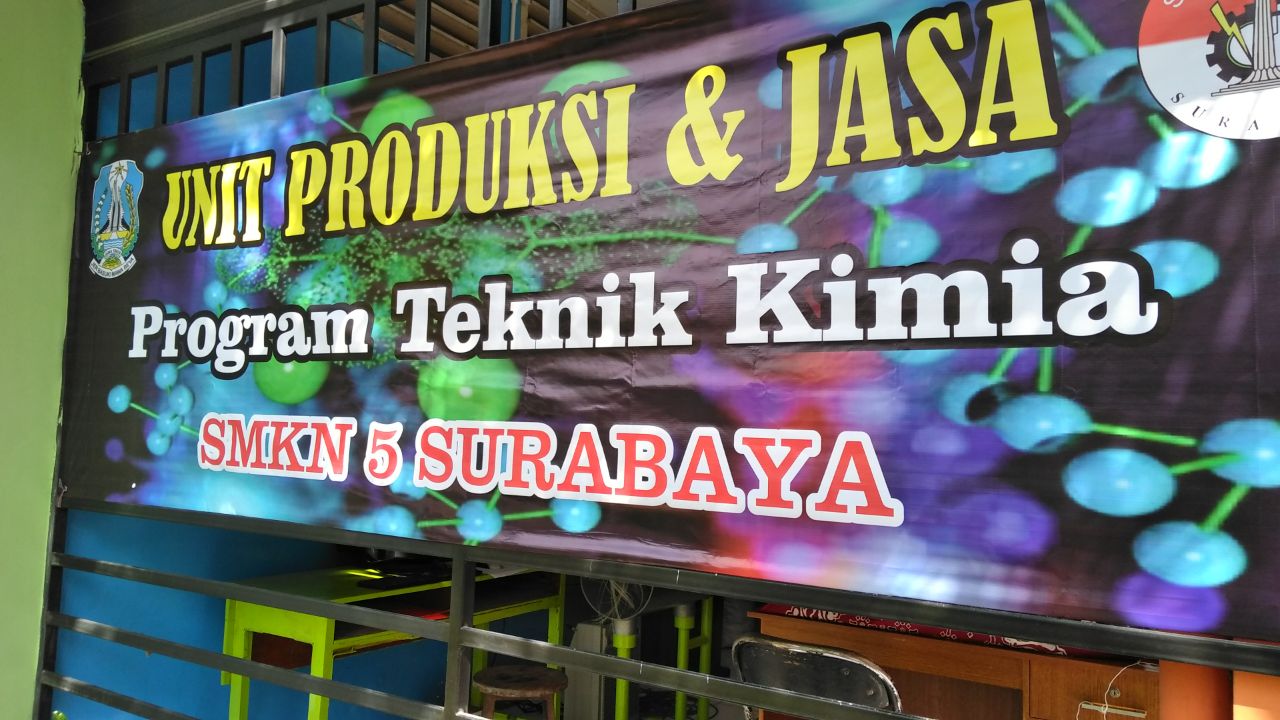 UNIT PRODUKSI & JASA
Program Teknik Kimia
SMKN 5 SURABAYA